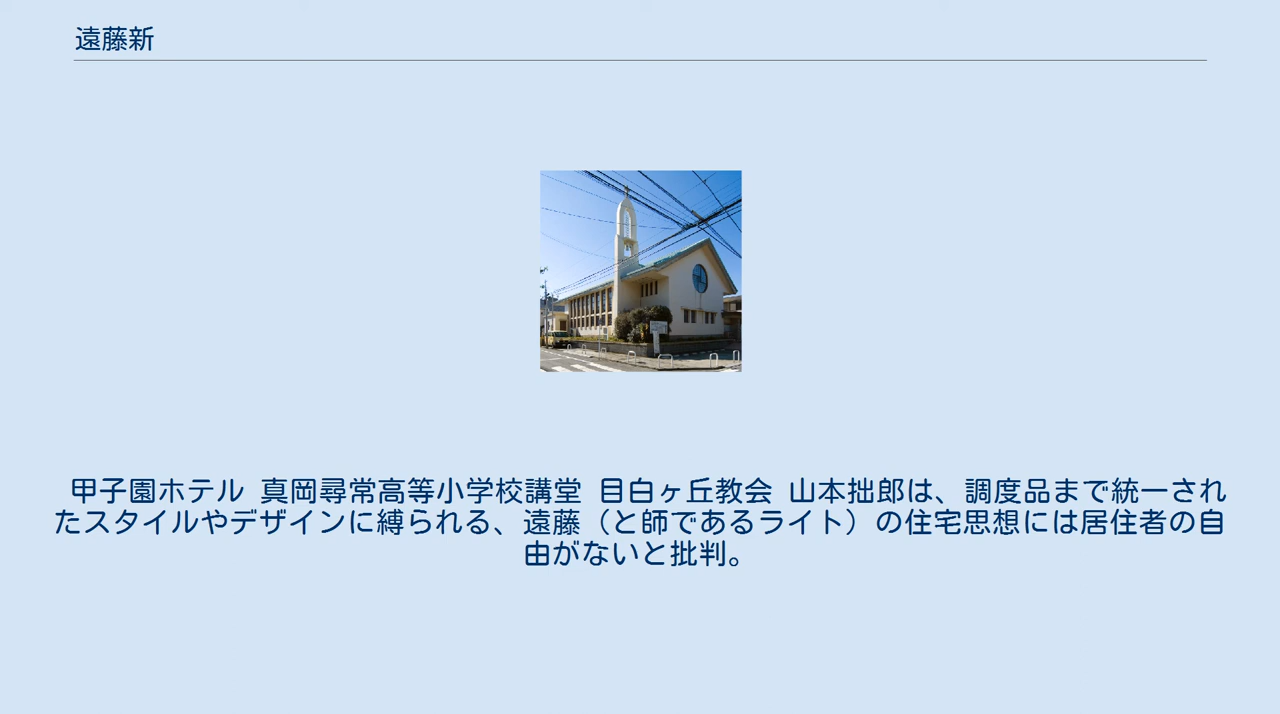 遠藤新
甲子園ホテル 真岡尋常高等小学校講堂 目白ヶ丘教会 山本拙郎は、調度品まで統一され
たスタイルやデザインに縛られる、遠藤（と師であるライト）の住宅思想には居住者の自
由がないと批判。